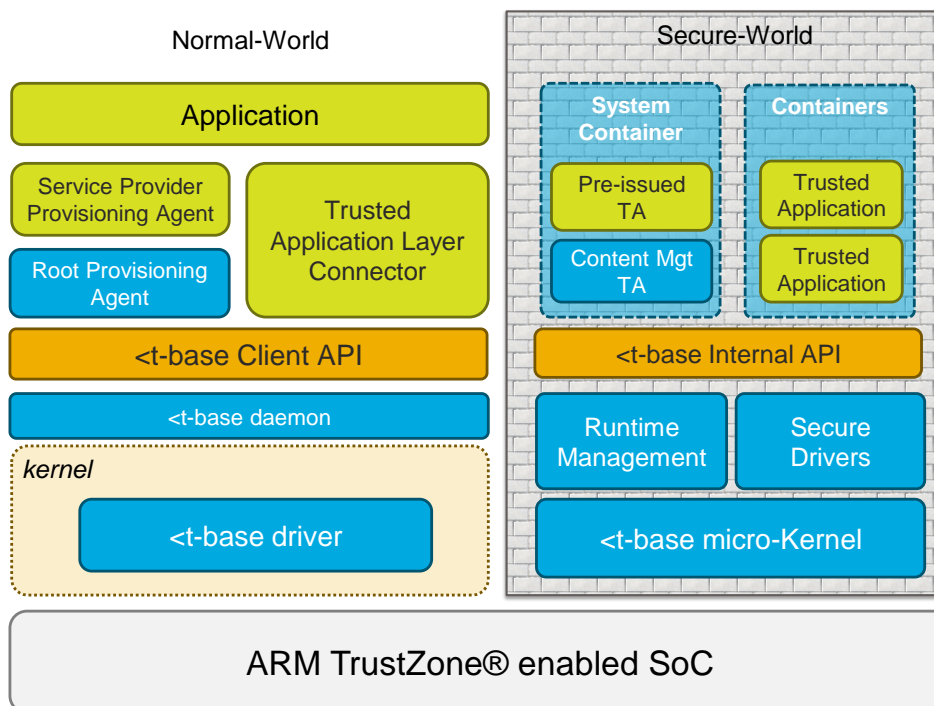 Normal-World
Application
Service Provider
Provisioning Agent
Root Provisioning
Agent
Trusted
Application Layer
Connector
<t-base Client API
<t-base daemon
kernel
<t-base driver
Secure-World
System
Container
Pre-issued
TA
Content Mgt
TA
Containers
Trusted
Application
Trusted
Application
<t-base Internal API
Runtime
Management
Secure
Drivers
<t-base micro-Kernel
ARM TrustZone® enabled SoC